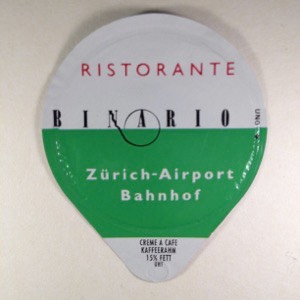 RISTORANTE
BINARIO
UNO
Zürich-Airport
Bahnhof
CREME A CAFE
KAFFEERAHM
15% FETT
UHT